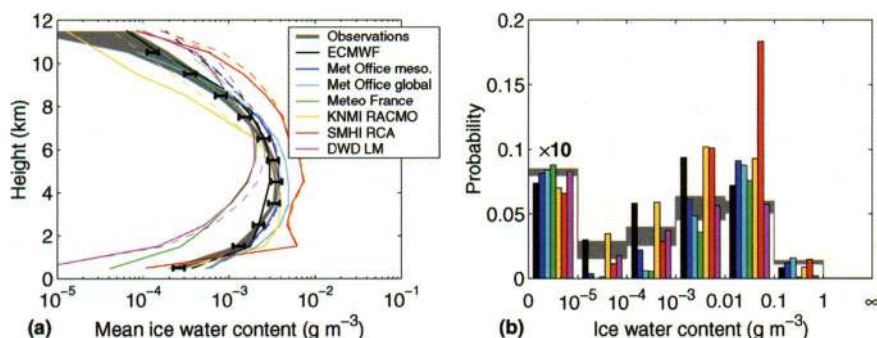 12
10
8
6
4
2
0
Height (km)
10⁻⁵
10⁻⁴
10⁻³
10⁻²
10⁻¹
(a)
Mean ice water content (g m⁻³)
Observations
ECMWF
Met Office meso.
Met Office global
Meteo France
KNMI RACMO
SMHI RCA
DWD LM
0.2
0.15
0.1
0.05
0
Probability
×10
0
10⁻⁵
10⁻⁴
10⁻³
0.01
0.1
1
∞
(b)
Ice water content (g m⁻³)